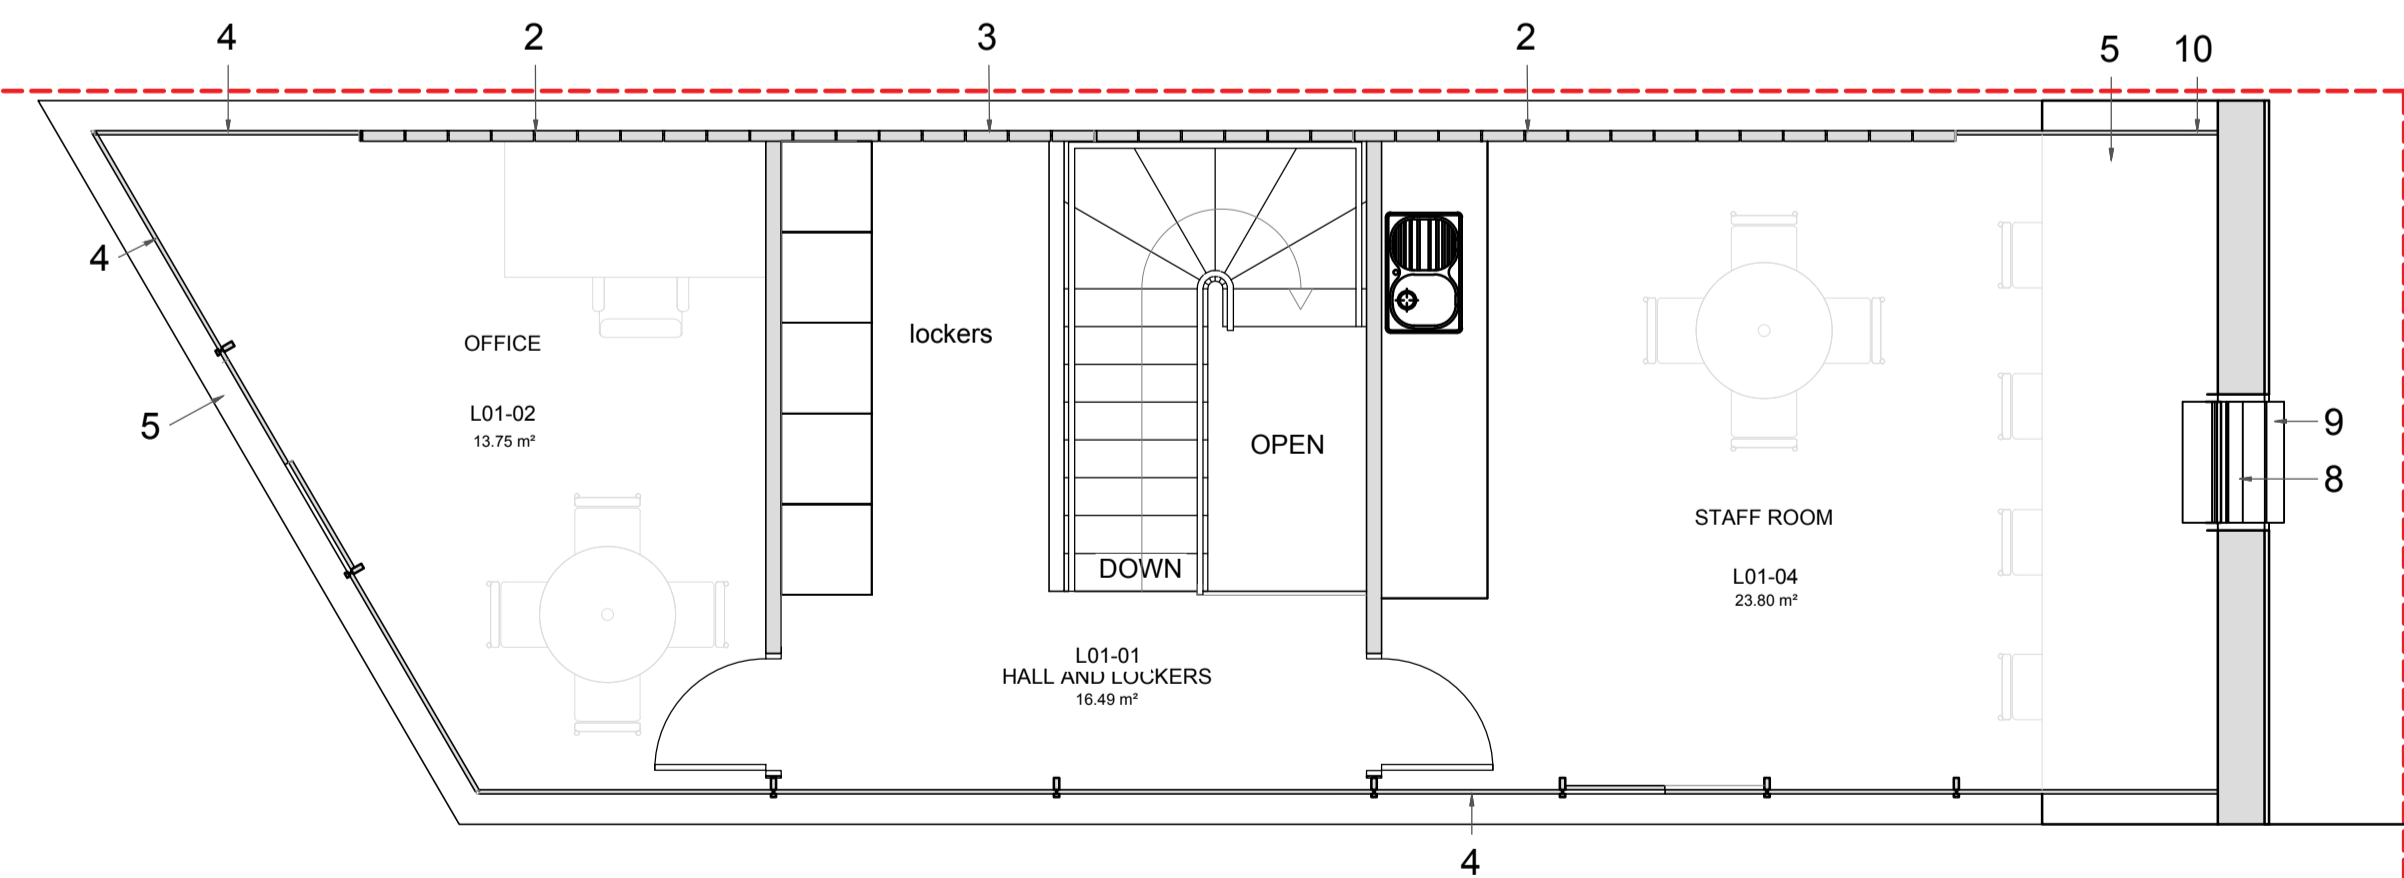 4
2
3
2
5
10
4
5
OFFICE
L01-02
13.75 m²
lockers
OPEN
DOWN
L01-01
HALL AND LOCKERS
16.49 m²
STAFF ROOM
L01-04
23.80 m²
9
8
4